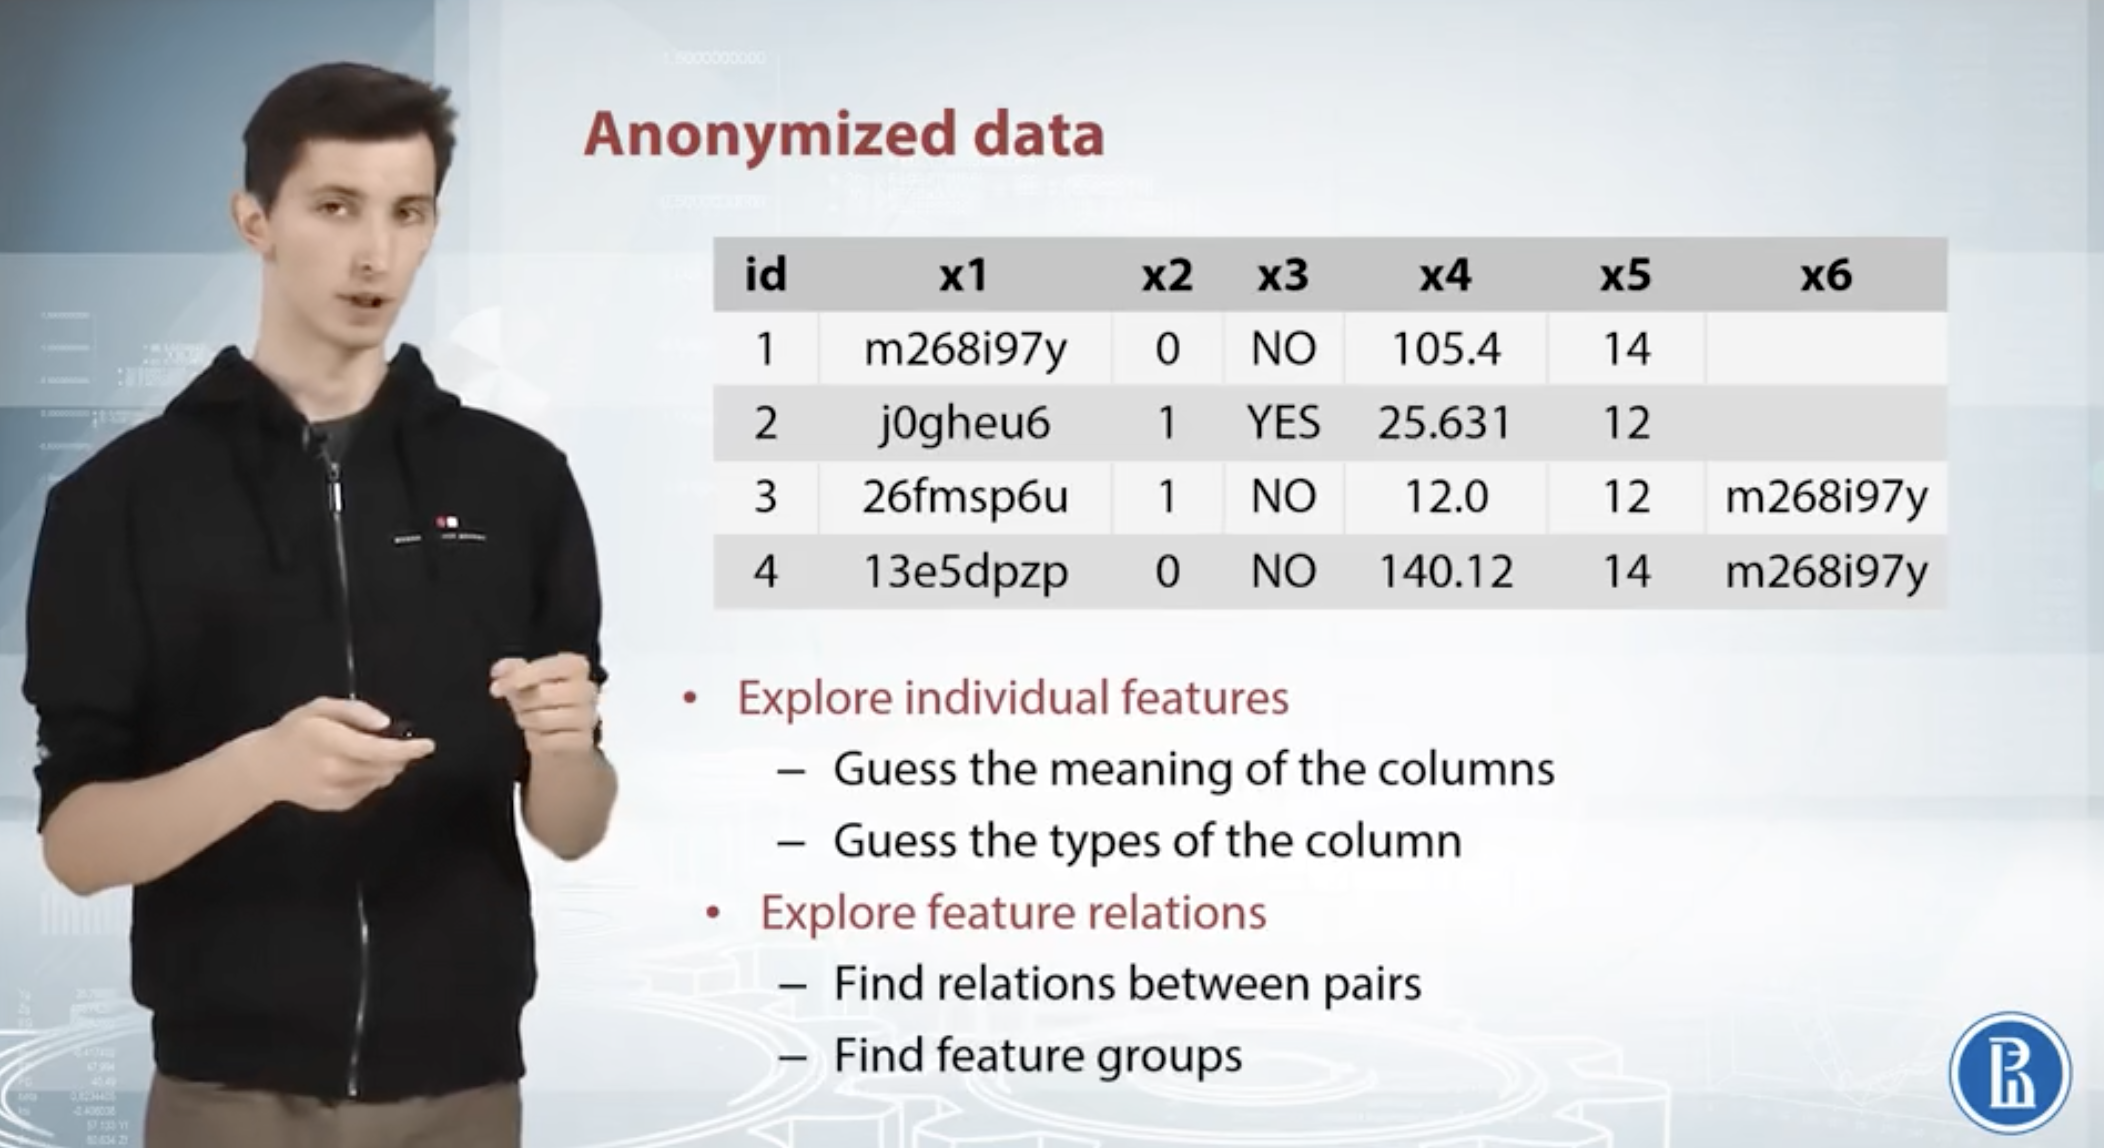 Anonymized data
id x1 x2 x3 x4 x5 x6
1 m268i97y 0 NO 105.4 14
2 j0gheu6 1 YES 25.631 12
3 26fmsp6u 1 NO 12.0 12 m268i97y
4 13e5dpzp 0 NO 140.12 14 m268i97y
• Explore individual features
– Guess the meaning of the columns
– Guess the types of the column
• Explore feature relations
– Find relations between pairs
– Find feature groups